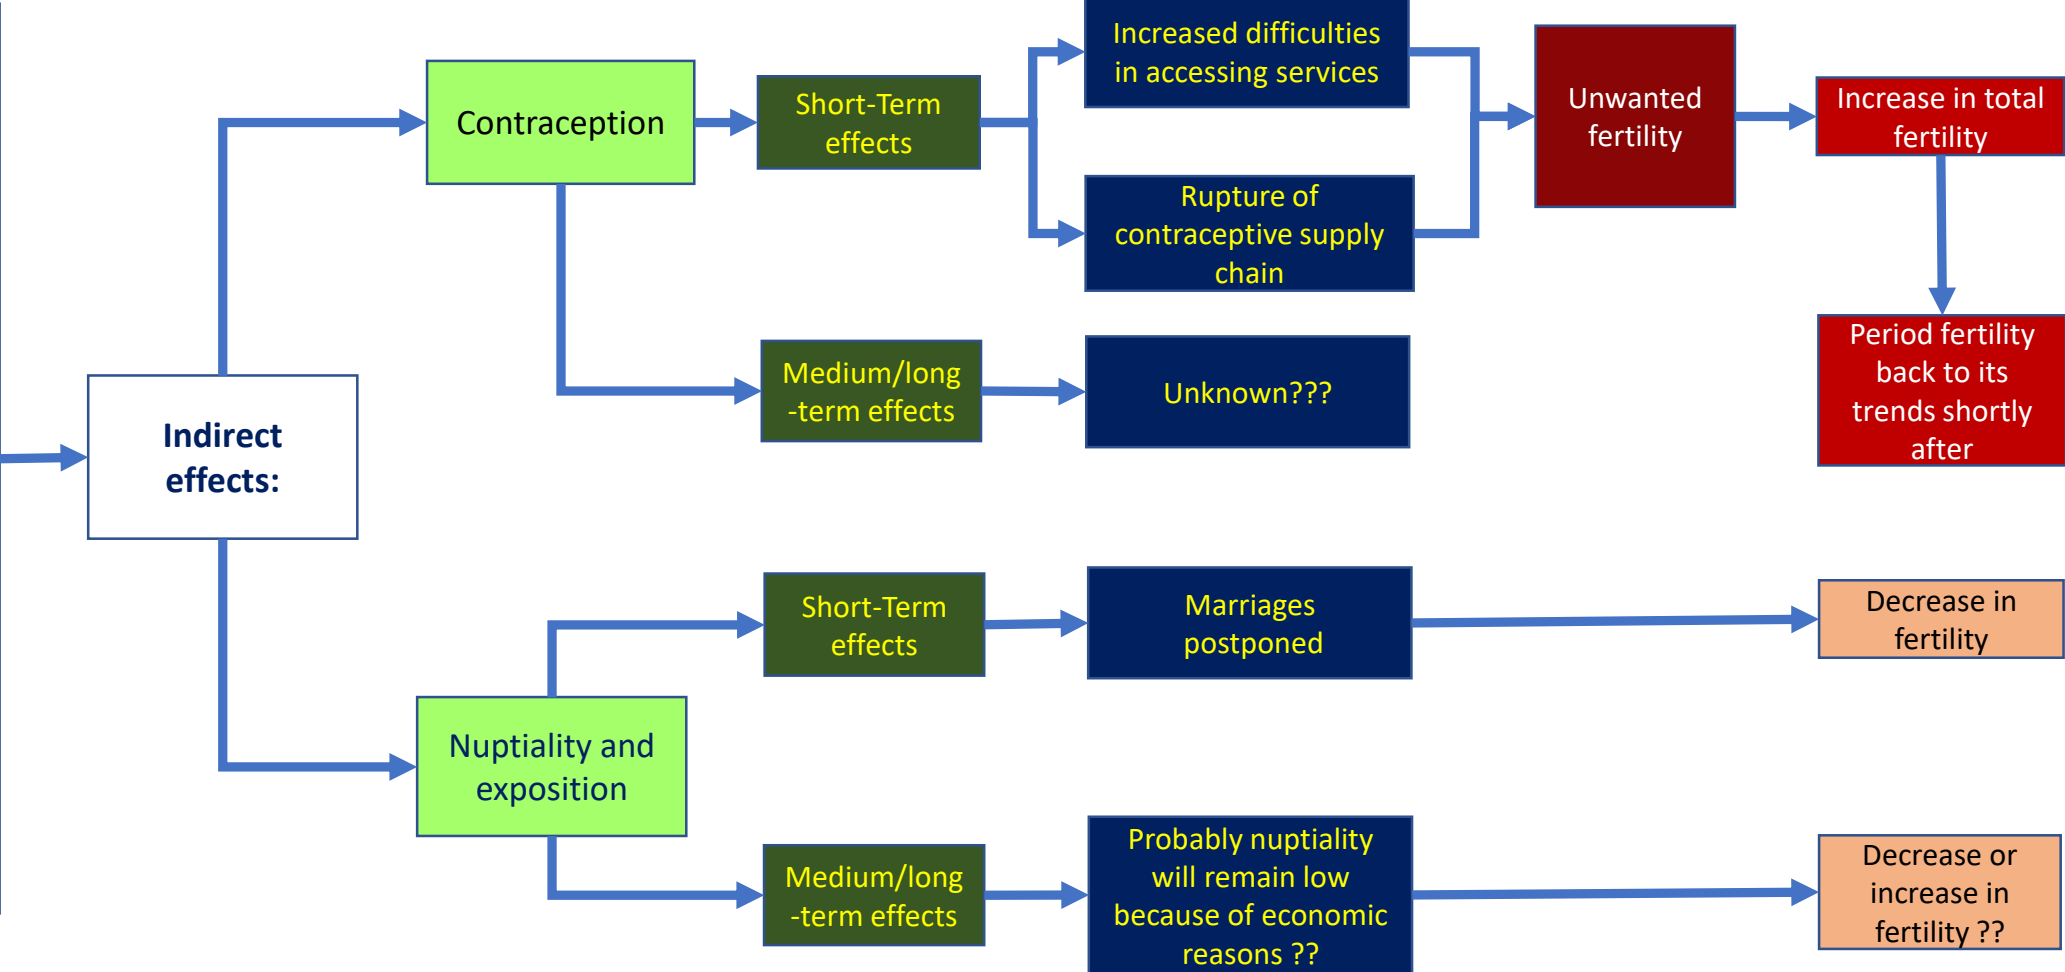 Increased difficulties
in accessing services
Contraception
Short-Term
effects
Unwanted
fertility
Increase in total
fertility
Rupture of
contraceptive supply
chain
Medium/long
-term effects
Unknown???
Period fertility
back to its
trends shortly
after
Indirect
effects:
Short-Term
effects
Marriages
postponed
Decrease in
fertility
Nuptiality and
exposition
Medium/long
-term effects
Probably nuptiality
will remain low
because of economic
reasons ??
Decrease or
increase in
fertility ??